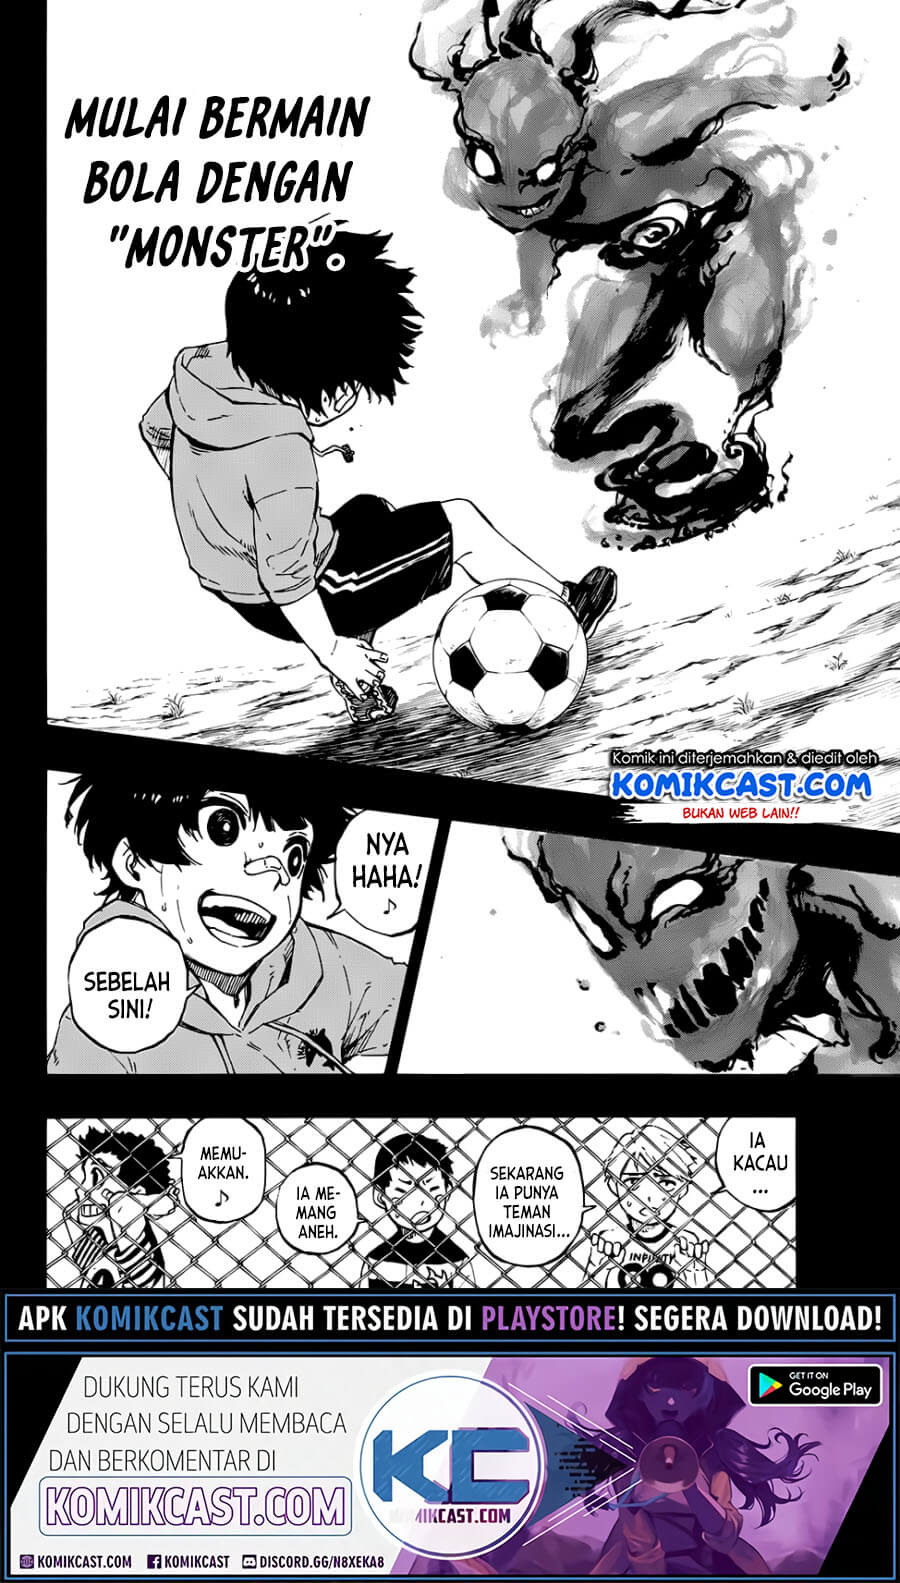 MULAI BERMAIN
BOLA DENGAN
"MONSTER".
Komik ini diterjemahkan & diedit oleh
KOMIKCAST.COM
BUKAN WEB LAIN!!
NYA
HAHA!
♪
SEBELAH
SINI!
IA
KACAU
...
SEKARANG
IA PUNYA
TEMAN
IMAJINASI...
INFINITY
IA ME-
MANG
ANEH.
MEMU-
AKKAN.
♪
APK KOMIKCAST SUDAH TERSEDIA DI PLAYSTORE! SEGERA DOWNLOAD!
DUKUNG TERUS KAMI
DENGAN SELALU MEMBACA
DAN BERKOMENTAR DI
KOMIKCAST.COM
KC
KOMIKCAST.COM
GET IT ON
Google Play
KOMIKCAST.COM
KOMIKCAST
DISCORD.GG/N8XEKA8